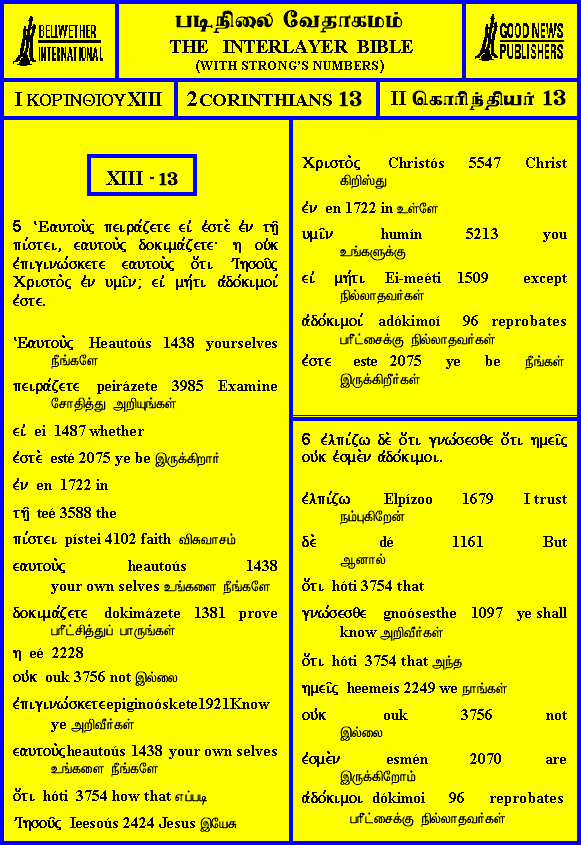 BELLWETHER
INTERNATIONAL
படிநிலை வேதாகமம்
THE INTERLAYER BIBLE
(WITH STRONG'S NUMBERS)
GOOD NEWS
PUBLISHERS
I ΚΟΡΙΝΘΙΟΥ XIII
2 CORINTHIANS 13
II கொரிந்தியர் 13
XIII - 13
5 Ἑαυτοὺς πειράζετε εἰ ἐστὲ ἐν τῇ
πίστει, ἑαυτοὺς δοκιμάζετε· η οὐκ
ἐπιγινώσκετε ἑαυτοὺς ὅτι Ἰησοῦς
Χριστὸς ἐν υμῖν; εἰ μήτι ἀδόκιμοί
ἐστε.
Ἑαυτοὺς Heautoús 1438 yourselves
நீங்களே
πειράζετε peirázete 3985 Examine
சோதித்து அறியுங்கள்
εἰ ei 1487 whether
ἐστὲ esté 2075 ye be இருக்கிறார்
ἐν en 1722 in
τῇ teé 3588 the
πίστει pístei 4102 faith விசுவாசம்
εαυτοὺς heautoús 1438
your own selves உங்களை நீங்களே
δοκιμάζετε dokimázete 1381 prove
பரீட்சித்துப் பாருங்கள்
η eé 2228
οὐκ ouk 3756 not இல்லை
ἐπιγινώσκετε epiginoóskete 1921 Know
ye அறிவீர்கள்
εαυτοὺς heautoús 1438 your own selves
உங்களை நீங்களே
ὅτι hóti 3754 how that எப்படி
Ἰησοῦς Ieesoús 2424 Jesus இயேசு
Χριστὸς Christós 5547 Christ
கிறிஸ்து
ἐν en 1722 in உள்ளே
υμῖν humín 5213 you
உங்களுக்கு
εἰ μήτι Ei-meéti 1509 except
நில்லாதவர்கள்
ἀδόκιμοί adókimoí 96 reprobates
பரீட்சைக்கு நில்லாதவர்கள்
ἐστε este 2075 ye be நீங்கள்
இருக்கிறீர்கள்
6 ἐλπίζω δὲ ὅτι γνώσεσθε ὅτι ημεῖς
οὐκ ἐσμὲν ἀδόκιμοι.
ἐλπίζω Elpízoo 1679 I trust
நம்புகிறேன்
δὲ dé 1161 But
ஆனால்
ὅτι hóti 3754 that
γνώσεσθε gnoósesthe 1097 ye shall
know அறிவீர்கள்
ὅτι hóti 3754 that அந்த
ημεῖς heemeís 2249 we நாங்கள்
οὐκ ouk 3756 not
இல்லை
ἐσμὲν esmén 2070 are
இருக்கிறோம்
ἀδόκιμοι dókimoi 96 reprobates
பரீட்சைக்கு நில்லாதவர்கள்